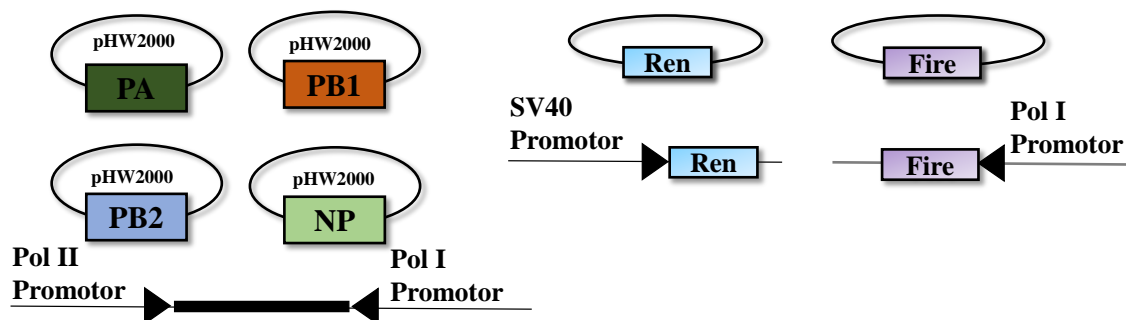 pHW2000
PA
pHW2000
PB1
pHW2000
PB2
pHW2000
NP
Pol II
Promotor
Pol I
Promotor
Ren
Fire
SV40
Promotor
Ren
Fire
Pol I
Promotor